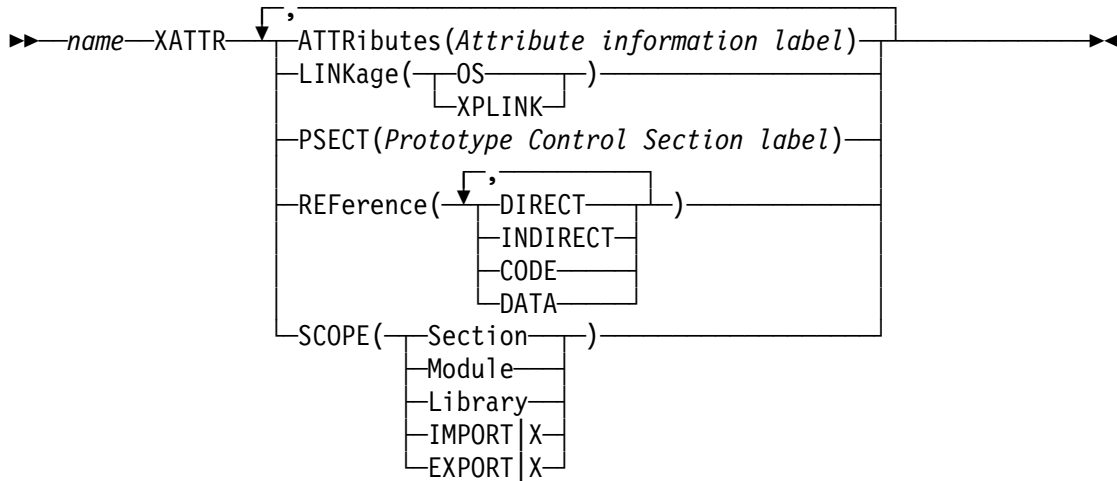 ,
name XATTR ATTRibutes(Attribute information label)
LINKage( OS )
XPLINK
PSECT(Prototype Control Section label)
,
REFerence( DIRECT )
INDIRECT
CODE
DATA
SCOPE( Section )
Module
Library
IMPORT|X
EXPORT|X